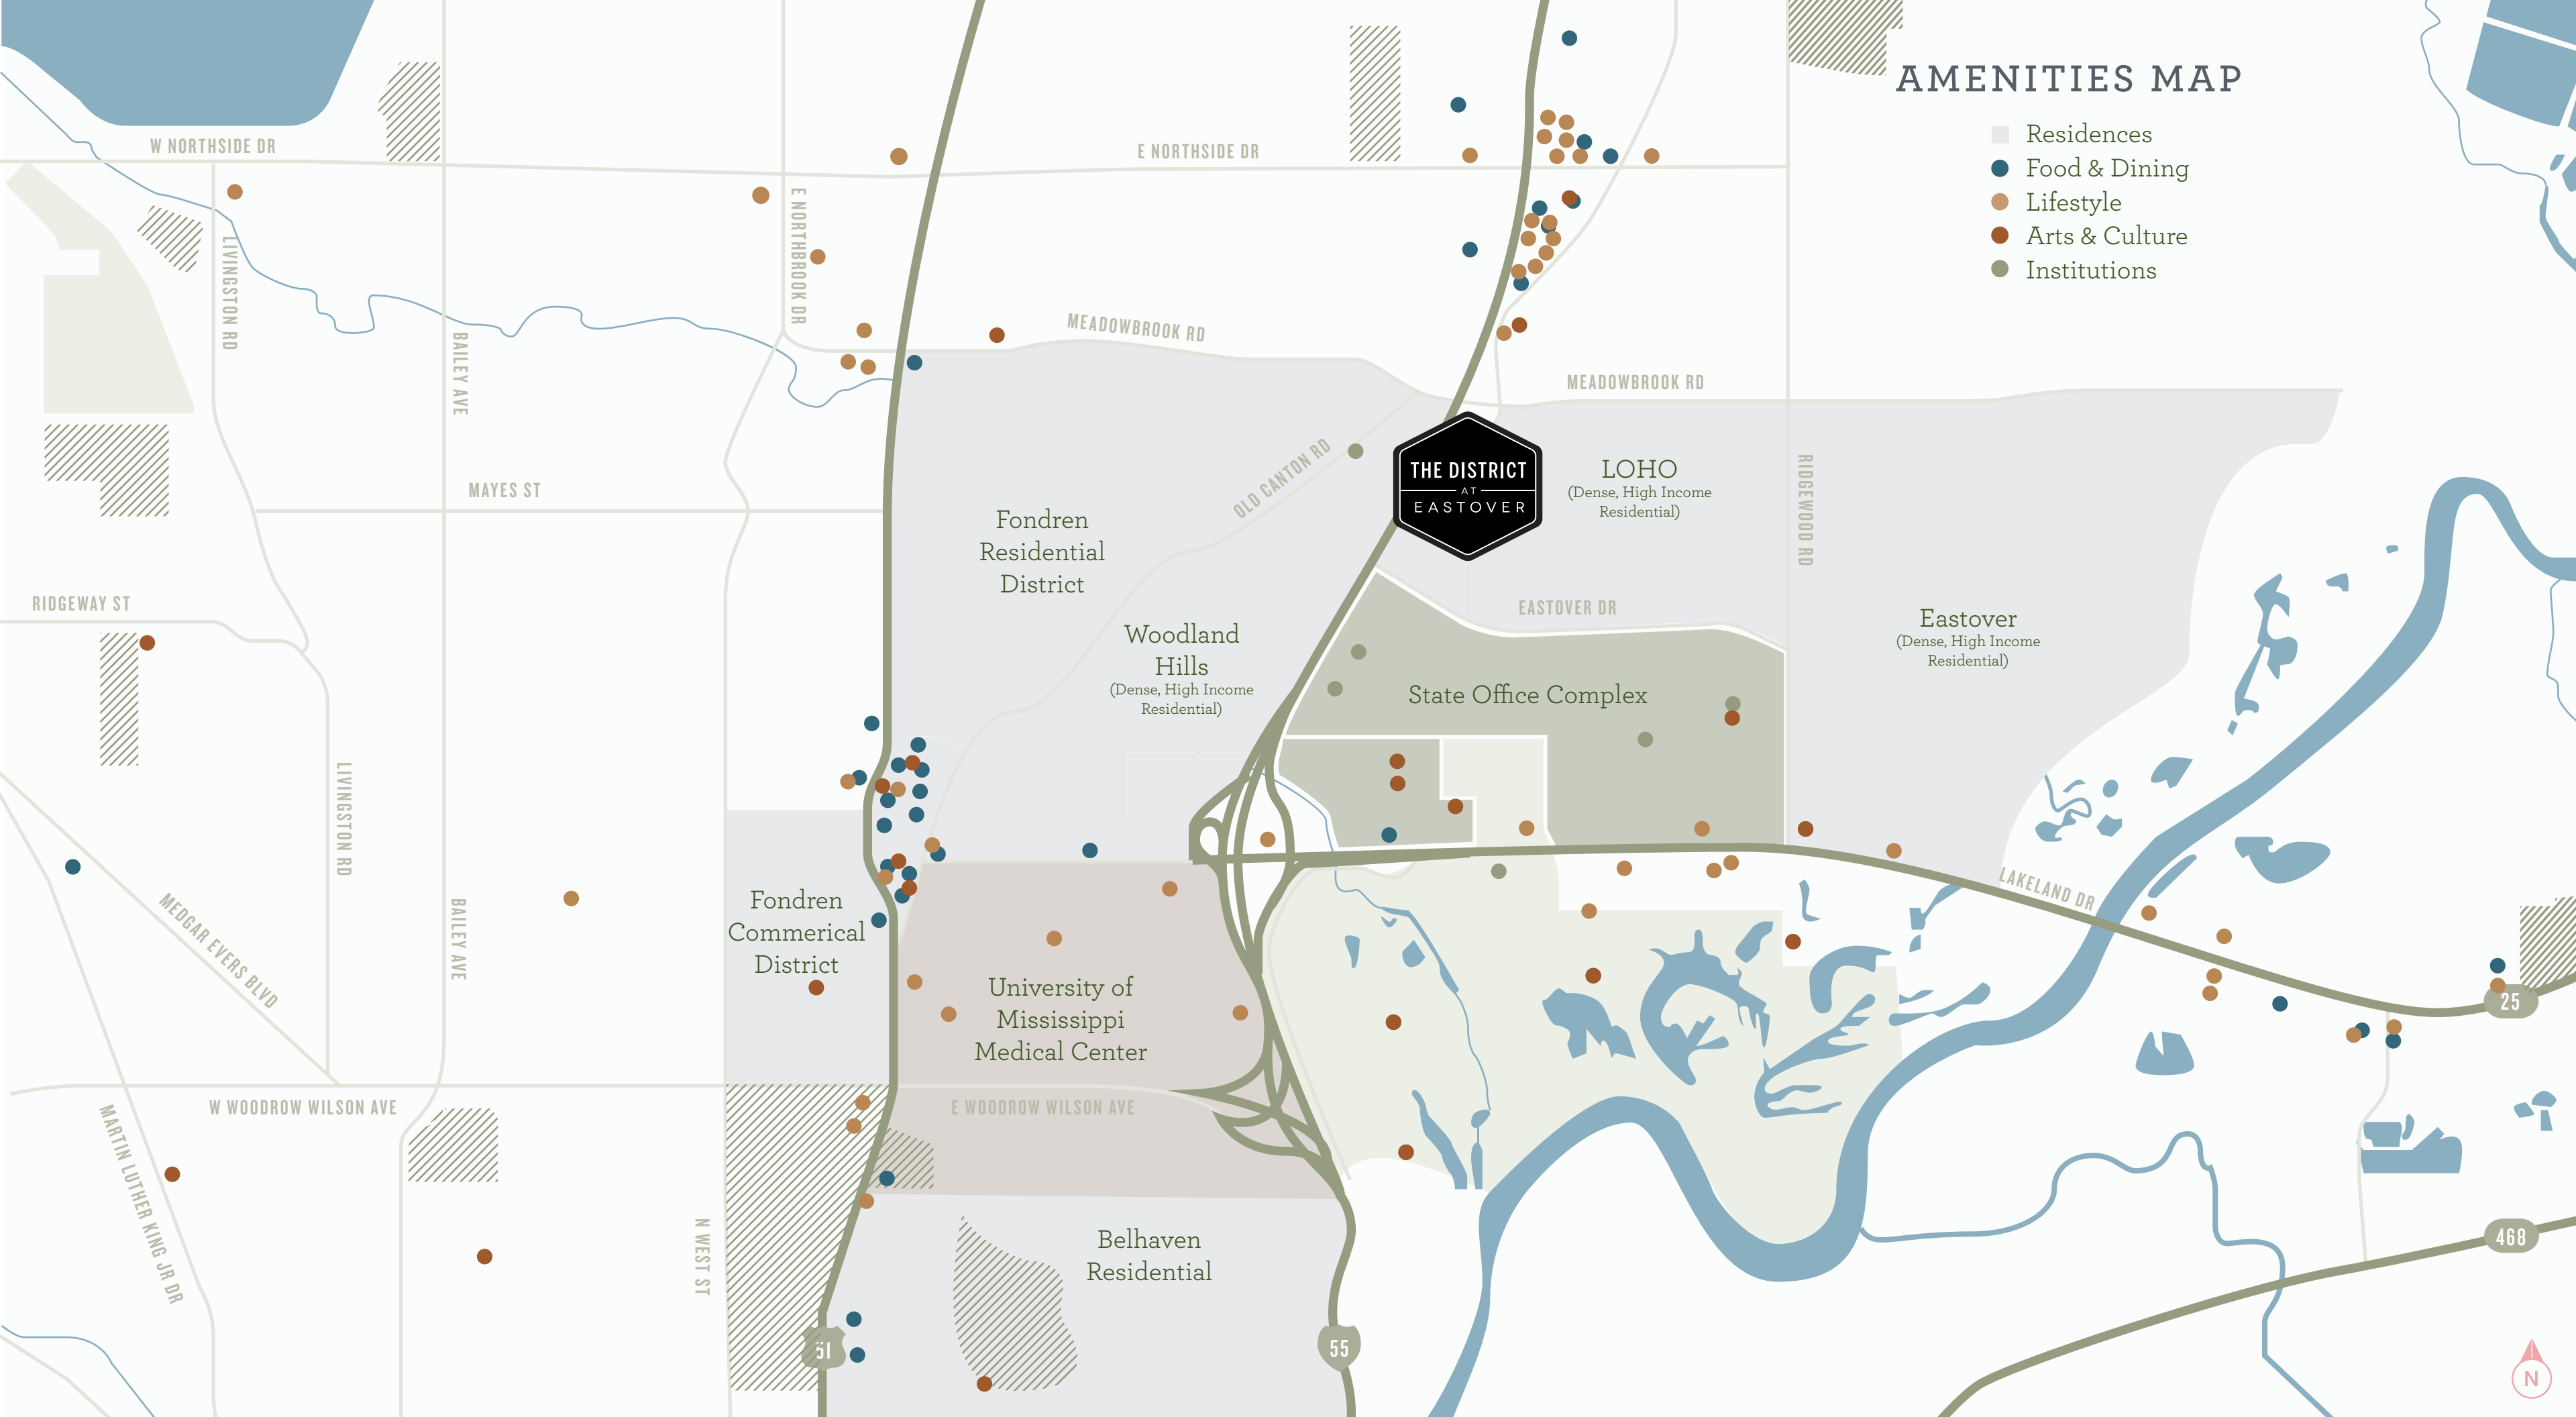 AMENITIES MAP
Residences
Food & Dining
Lifestyle
Arts & Culture
Institutions
W NORTHSIDE DR
E NORTHSIDE DR
LIVINGSTON RD
E NORTHBROOK DR
BAILEY AVE
MEADOWBROOK RD
MEADOWBROOK RD
MAYES ST
OLD CANTON RD
THE DISTRICT
AT
EASTOVER
LOHO
(Dense, High Income
Residential)
RIDGEWOOD RD
Fondren
Residential
District
RIDGEWAY ST
EASTOVER DR
Woodland
Hills
(Dense, High Income
Residential)
Eastover
(Dense, High Income
Residential)
State Office Complex
LIVINGSTON RD
MEDGAR EVERS BLVD
BAILEY AVE
Fondren
Commerical
District
LAKELAND DR
University of
Mississippi
Medical Center
25
W WOODROW WILSON AVE
E WOODROW WILSON AVE
MARTIN LUTHER KING JR DR
N WEST ST
Belhaven
Residential
468
51
55
N